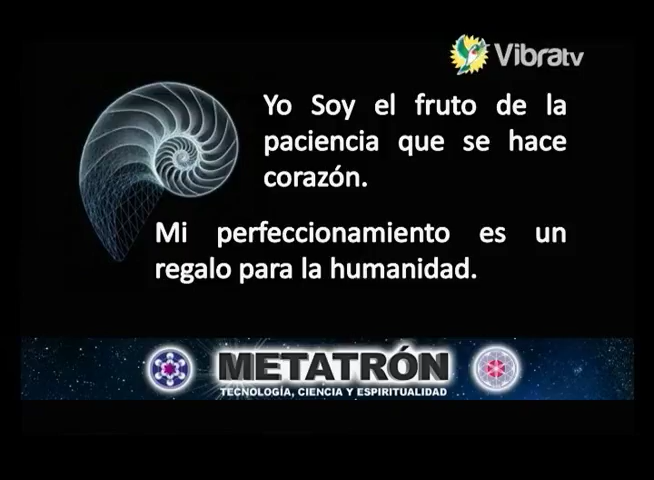 Vibratv
Yo Soy el fruto de la
paciencia que se hace
corazón.
Mi perfeccionamiento es un
regalo para la humanidad.
METATRÓN
TECNOLOGÍA, CIENCIA Y ESPIRITUALIDAD